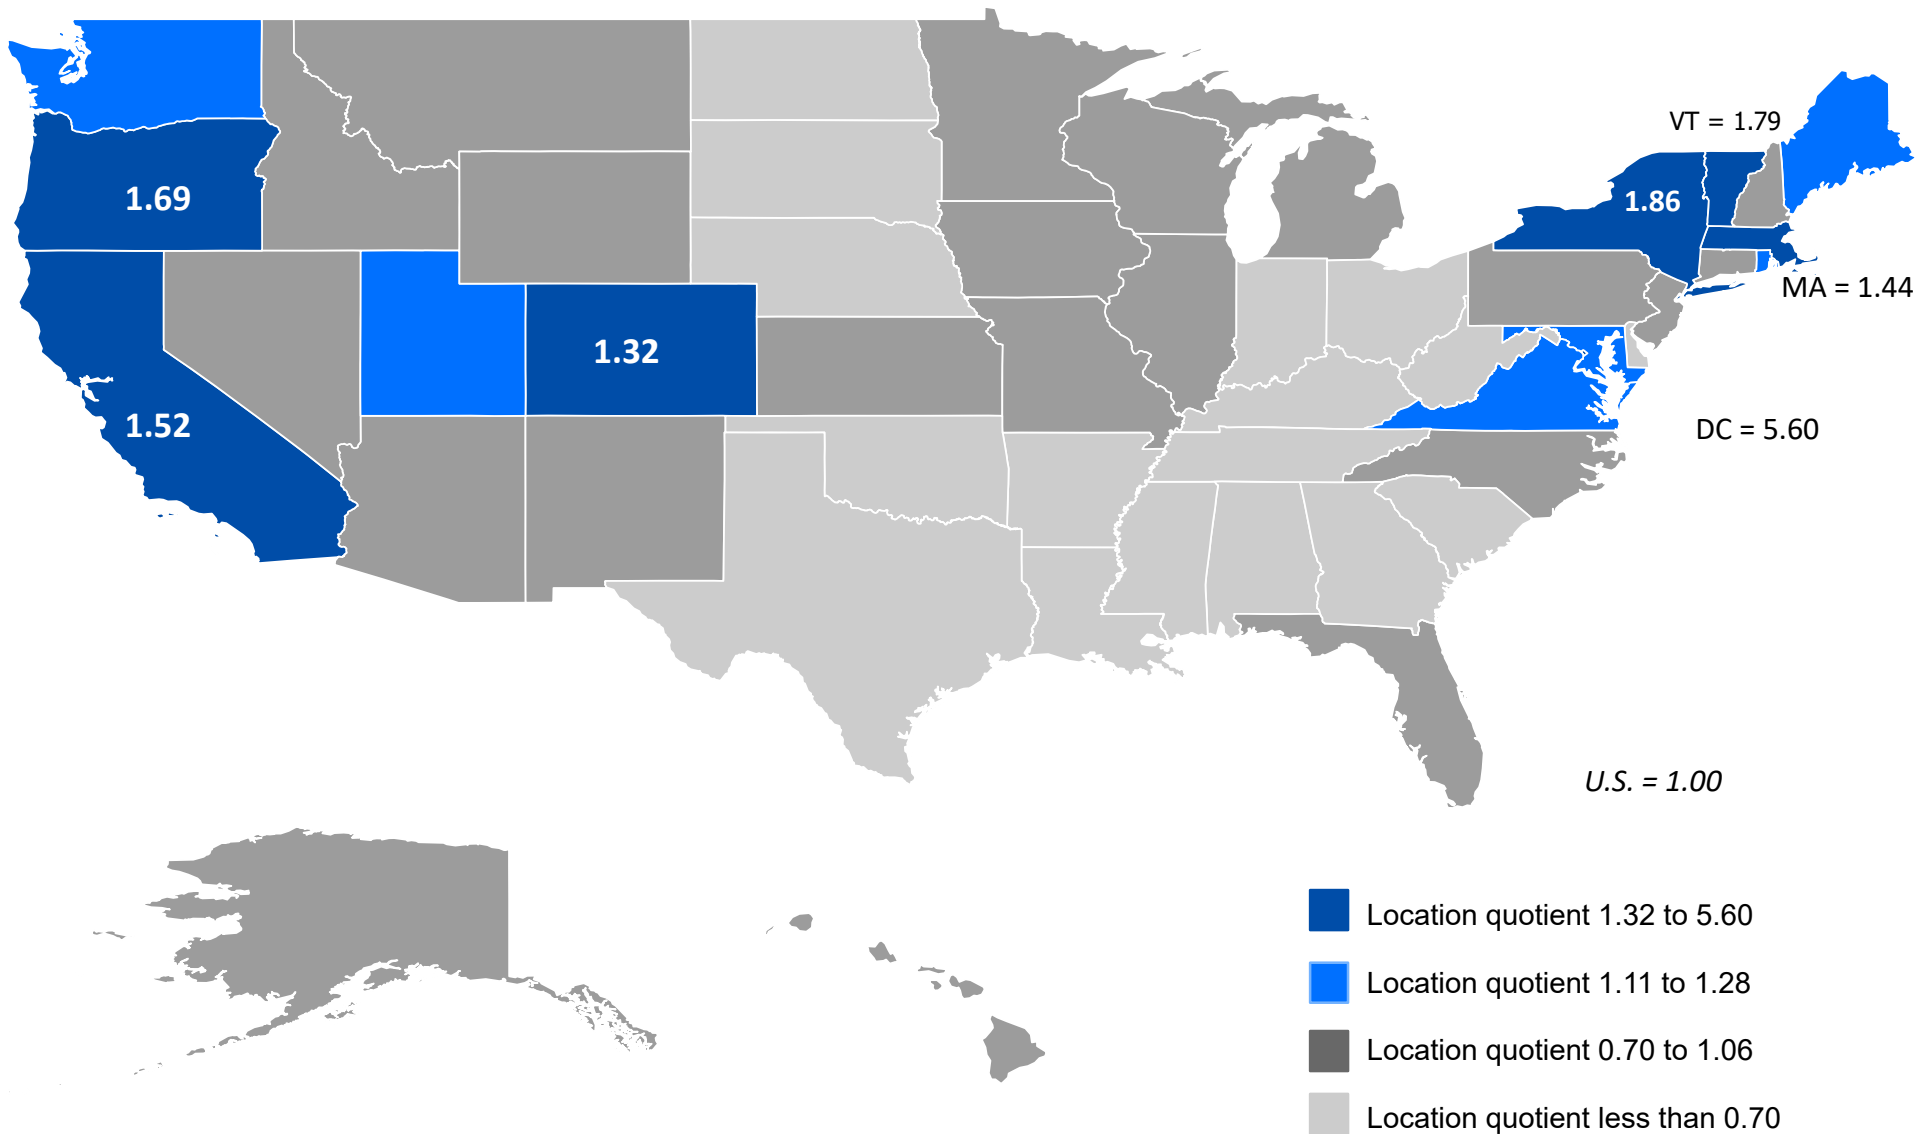 VT = 1.79
1.69
1.86
MA = 1.44
1.32
1.52
DC = 5.60
U.S. = 1.00
Location quotient 1.32 to 5.60
Location quotient 1.11 to 1.28
Location quotient 0.70 to 1.06
Location quotient less than 0.70